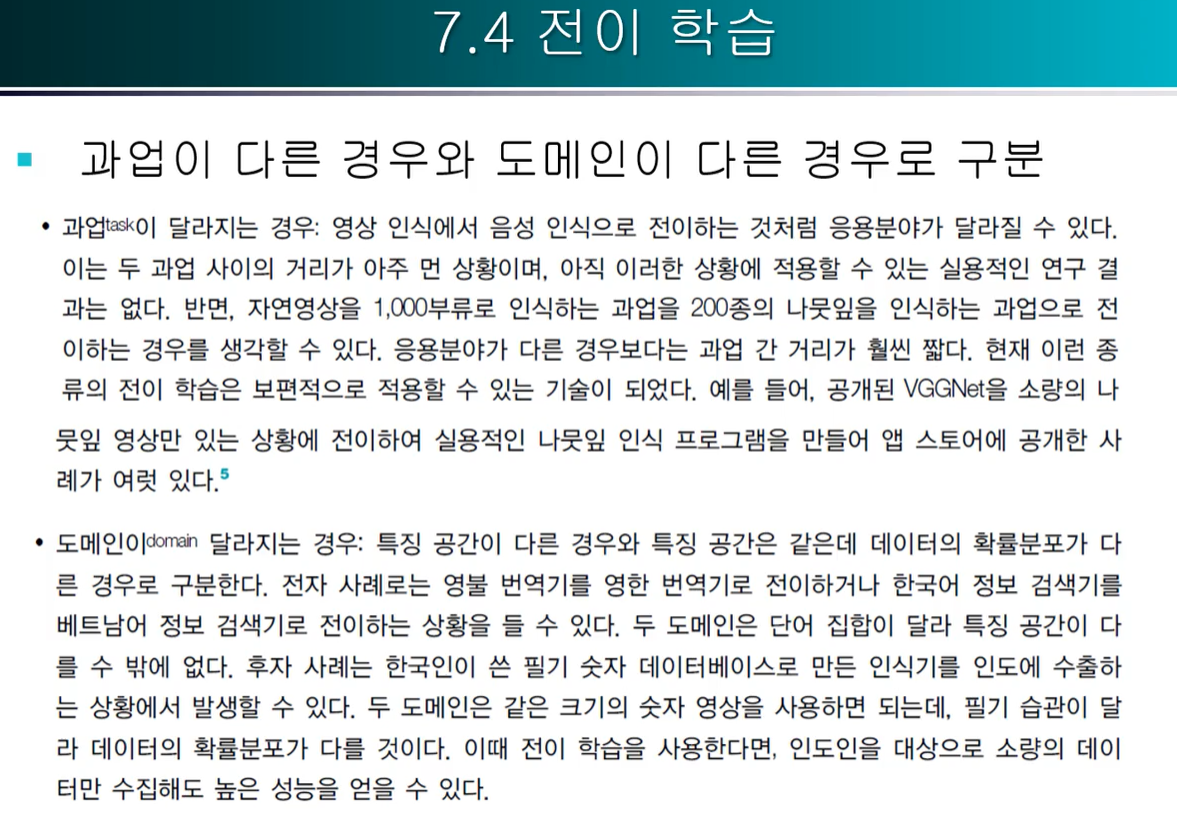 7.4 전이 학습
과업이 다른 경우와 도메인이 다른 경우로 구분
• 과업task이 달라지는 경우: 영상 인식에서 음성 인식으로 전이하는 것처럼 응용분야가 달라질 수 있다.
이는 두 과업 사이의 거리가 아주 먼 상황이며, 아직 이러한 상황에 적용할 수 있는 실용적인 연구 결
과는 없다. 반면, 자연영상을 1,000부류로 인식하는 과업을 200종의 나뭇잎을 인식하는 과업으로 전
이하는 경우를 생각할 수 있다. 응용분야가 다른 경우보다는 과업 간 거리가 훨씬 짧다. 현재 이런 종
류의 전이 학습은 보편적으로 적용할 수 있는 기술이 되었다. 예를 들어, 공개된 VGGNet을 소량의 나
뭇잎 영상만 있는 상황에 전이하여 실용적인 나뭇잎 인식 프로그램을 만들어 앱 스토어에 공개한 사
례가 여럿 있다.5
• 도메인이domain 달라지는 경우: 특징 공간이 다른 경우와 특징 공간은 같은데 데이터의 확률분포가 다
른 경우로 구분한다. 전자 사례로는 영불 번역기를 영한 번역기로 전이하거나 한국어 정보 검색기를
베트남어 정보 검색기로 전이하는 상황을 들 수 있다. 두 도메인은 단어 집합이 달라 특징 공간이 다
를 수 밖에 없다. 후자 사례는 한국인이 쓴 필기 숫자 데이터베이스로 만든 인식기를 인도에 수출하
는 상황에서 발생할 수 있다. 두 도메인은 같은 크기의 숫자 영상을 사용하면 되는데, 필기 습관이 달
라 데이터의 확률분포가 다를 것이다. 이때 전이 학습을 사용한다면, 인도인을 대상으로 소량의 데이
터만 수집해도 높은 성능을 얻을 수 있다.